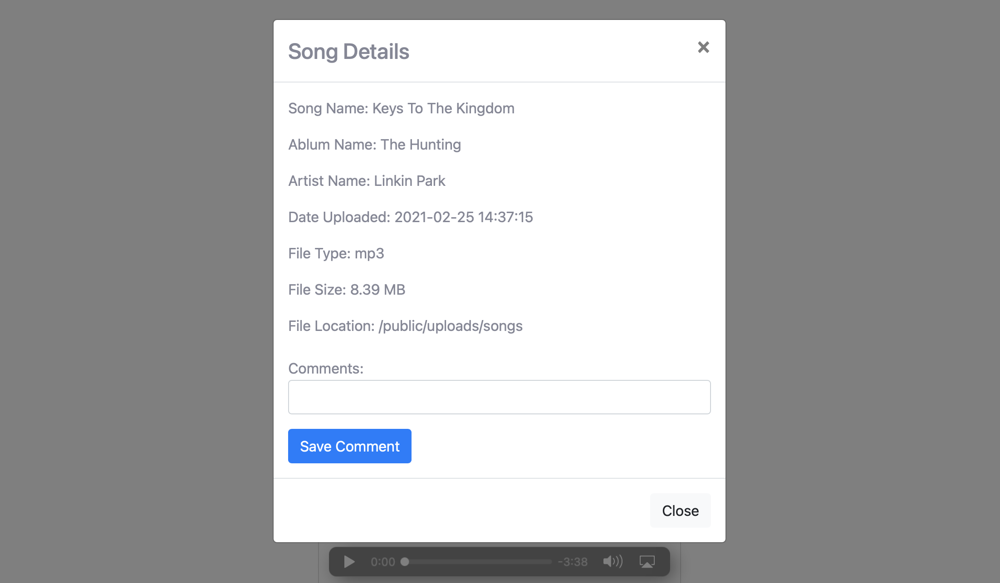 Song Details
Song Name: Keys To The Kingdom
Ablum Name: The Hunting
Artist Name: Linkin Park
Date Uploaded: 2021-02-25 14:37:15
File Type: mp3
File Size: 8.39 MB
File Location: /public/uploads/songs
Comments:
Save Comment
Close
0:00 -3:38